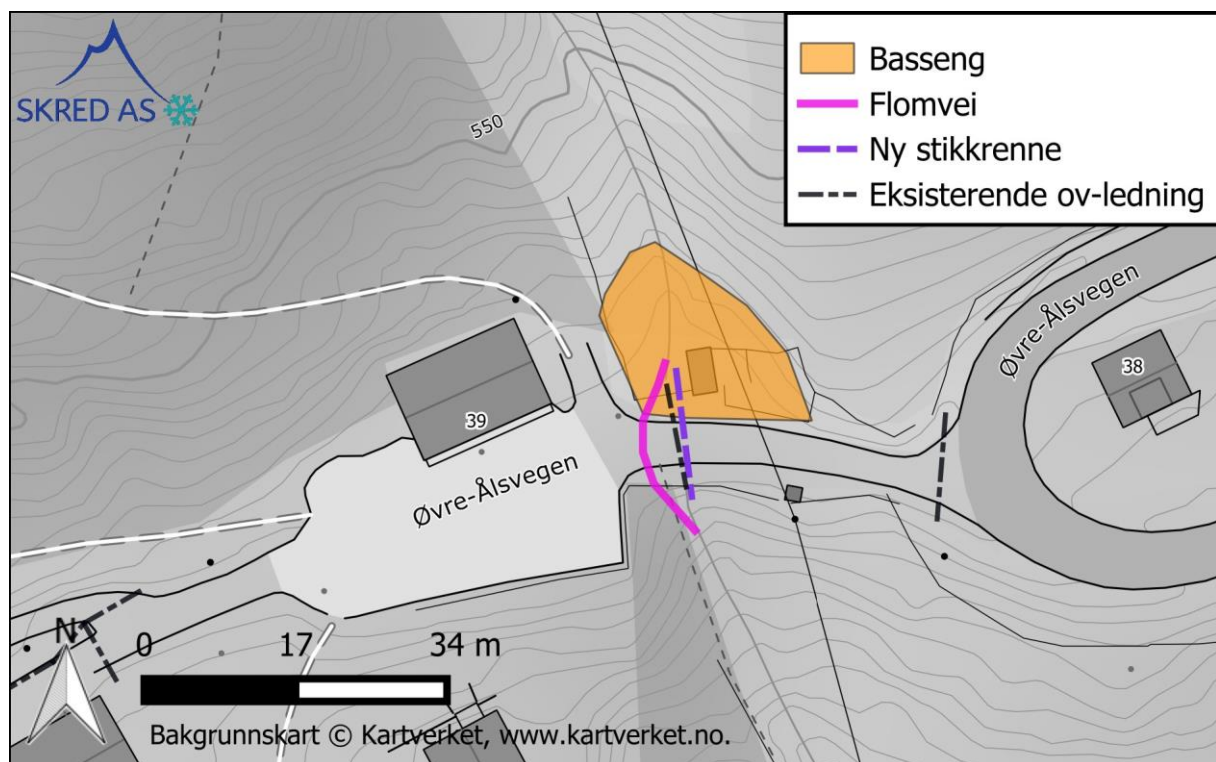 SKRED AS
Basseng
Flomvei
Ny stikkrenne
Eksisterende ov-ledning
550
Øvre-Ålsvegen
38
39
Øvre-Ålsvegen
N
0 17 34 m
Bakgrunnskart © Kartverket, www.kartverket.no.